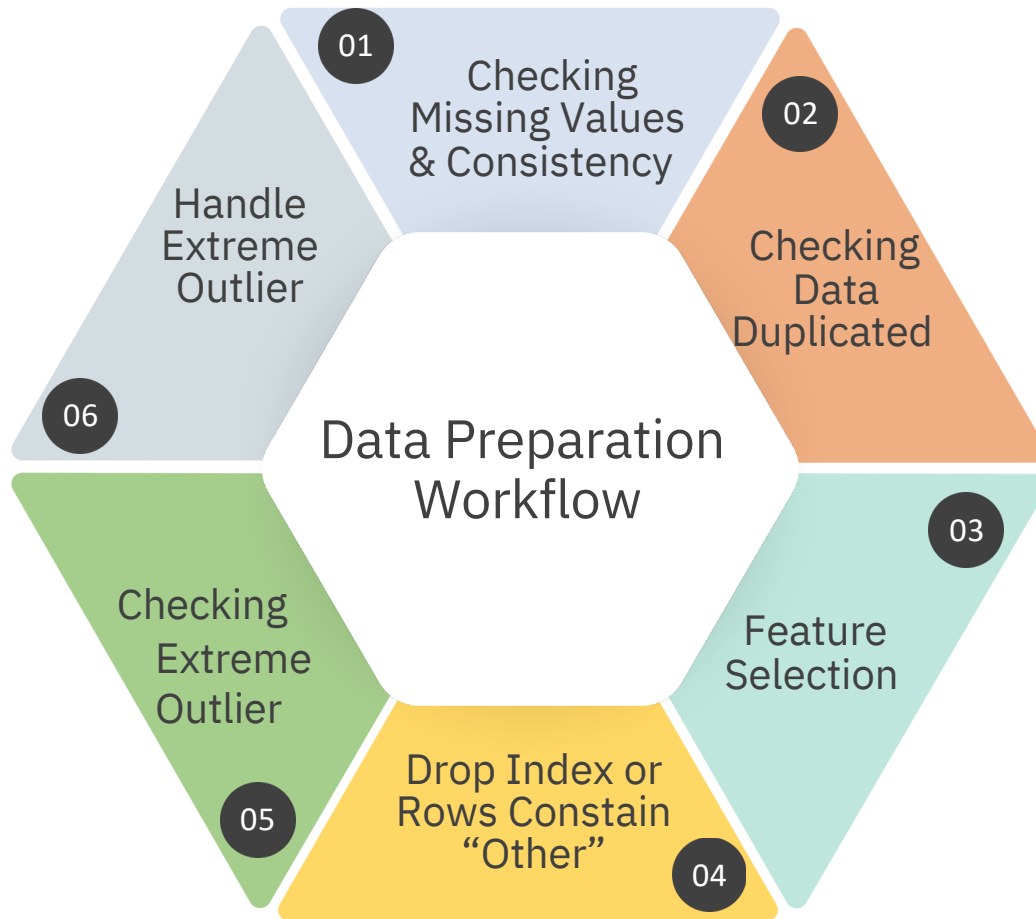 01
Checking
Missing Values
& Consistency
02
Checking
Data
Duplicated
03
Feature
Selection
04
Drop Index or
Rows Constain
“Other”
05
Checking
Extreme
Outlier
06
Handle
Extreme
Outlier
Data Preparation
Workflow